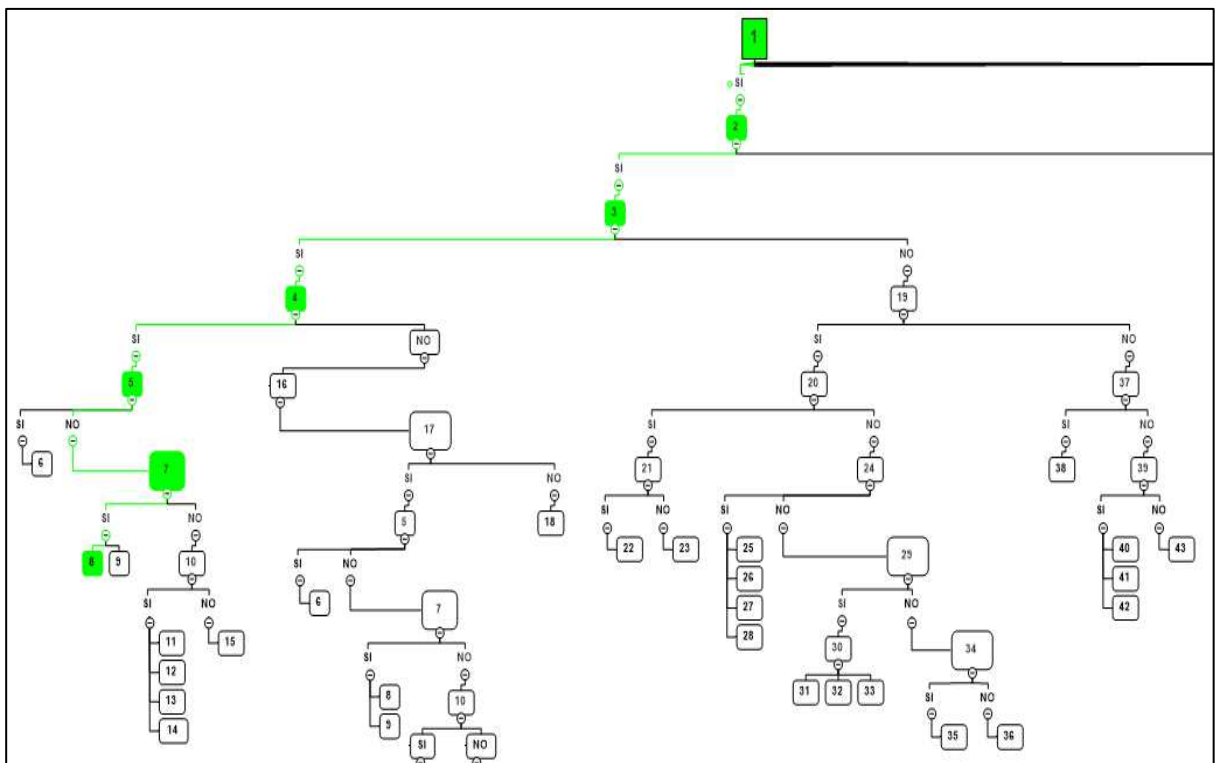 1
SI
2
SI
3
SI NO
4 19
SI NO SI NO
5 16 20 37
SI NO 17 SI NO SI NO
6 7 SI NO 21 24 38 39
SI NO 5 18 SI NO SI NO SI NO
8 9 10 22 23 25 29 40 43
SI NO SI NO 26 41
11 15 6 7 27 SI NO 42
12 SI NO 28 30 34
13 8 10 31 32 33 SI NO
14 9 SI NO 35 36